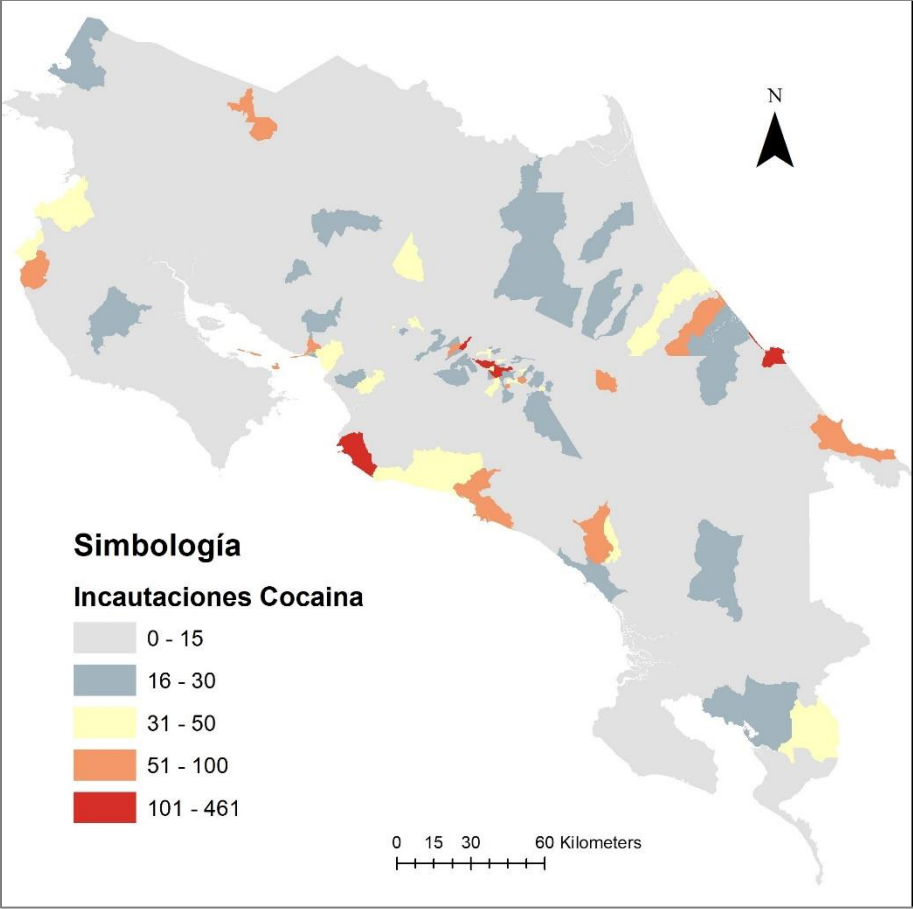 N
Simbología
Incautaciones Cocaina
0 - 15
16 - 30
31 - 50
51 - 100
101 - 461
0 15 30 60 Kilometers